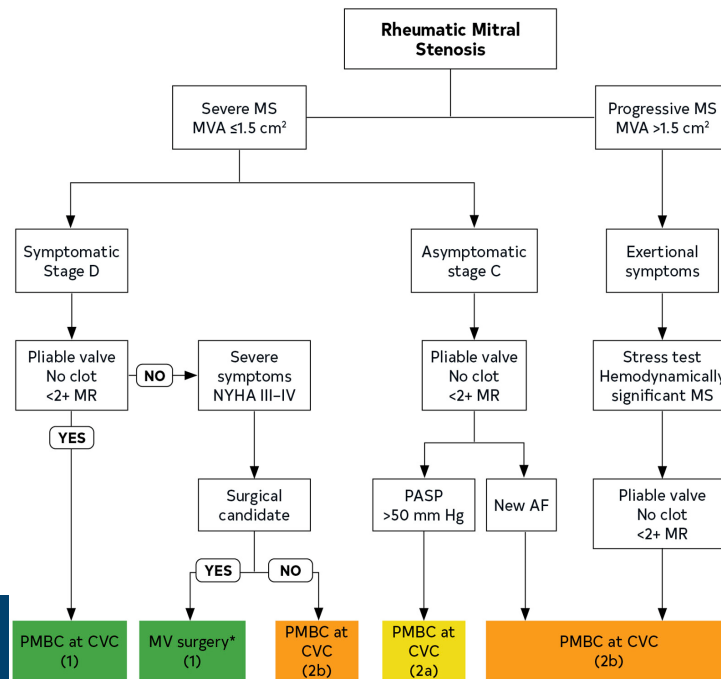 Rheumatic Mitral
Stenosis
Severe MS
MVA ≤1.5 cm²
Progressive MS
MVA >1.5 cm²
Symptomatic
Stage D
Asymptomatic
stage C
Exertional
symptoms
Pliable valve
No clot
<2+ MR
NO
Severe
symptoms
NYHA III–IV
Pliable valve
No clot
<2+ MR
Stress test
Hemodynamically
significant MS
YES
Surgical
candidate
PASP
>50 mm Hg
New AF
Pliable valve
No clot
<2+ MR
YES
NO
PMBC at CVC
(1)
MV surgery*
(1)
PMBC at
CVC
(2b)
PMBC at
CVC
(2a)
PMBC at CVC
(2b)